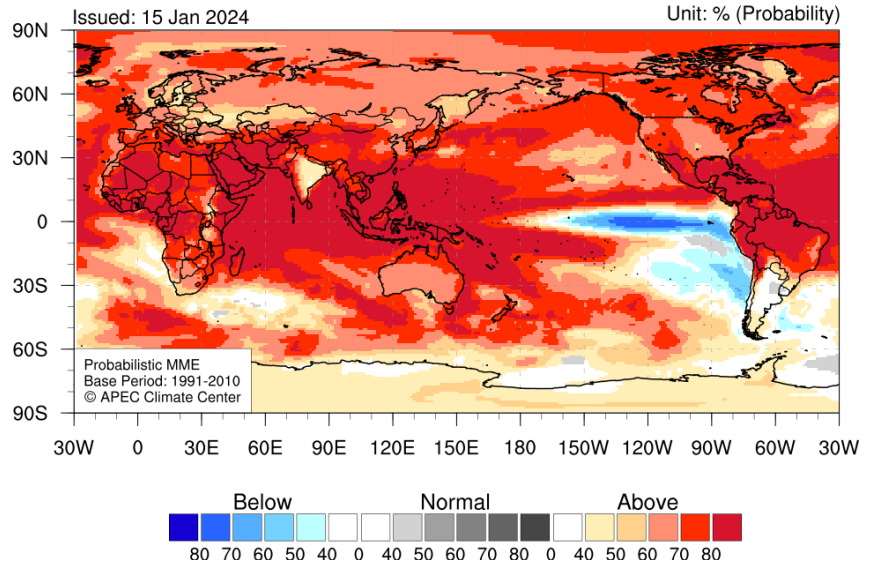 Issued: 15 Jan 2024
Unit: % (Probability)
90N
60N
30N
0
30S
60S
90S
Probabilistic MME
Base Period: 1991-2010
© APEC Climate Center
30W 0 30E 60E 90E 120E 150E 180 150W 120W 90W 60W 30W
Below Normal Above
80 70 60 50 40 0 40 50 60 70 80 0 40 50 60 70 80